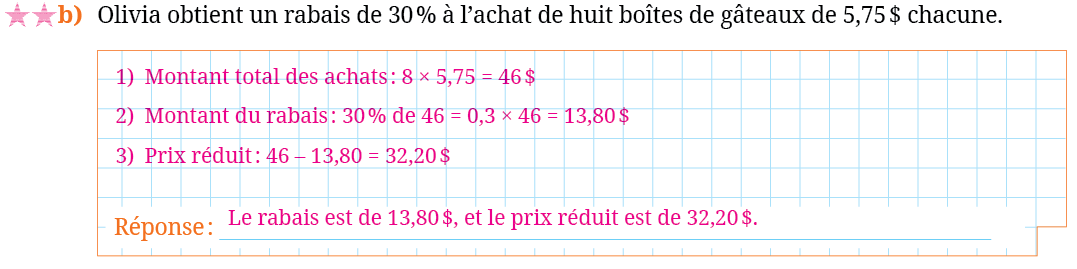 b) Olivia obtient un rabais de 30 % à l’achat de huit boîtes de gâteaux de 5,75 $ chacune.
1) Montant total des achats : 8 × 5,75 = 46 $
2) Montant du rabais : 30 % de 46 = 0,3 × 46 = 13,80 $
3) Prix réduit : 46 – 13,80 = 32,20 $
Réponse : Le rabais est de 13,80 $, et le prix réduit est de 32,20 $.